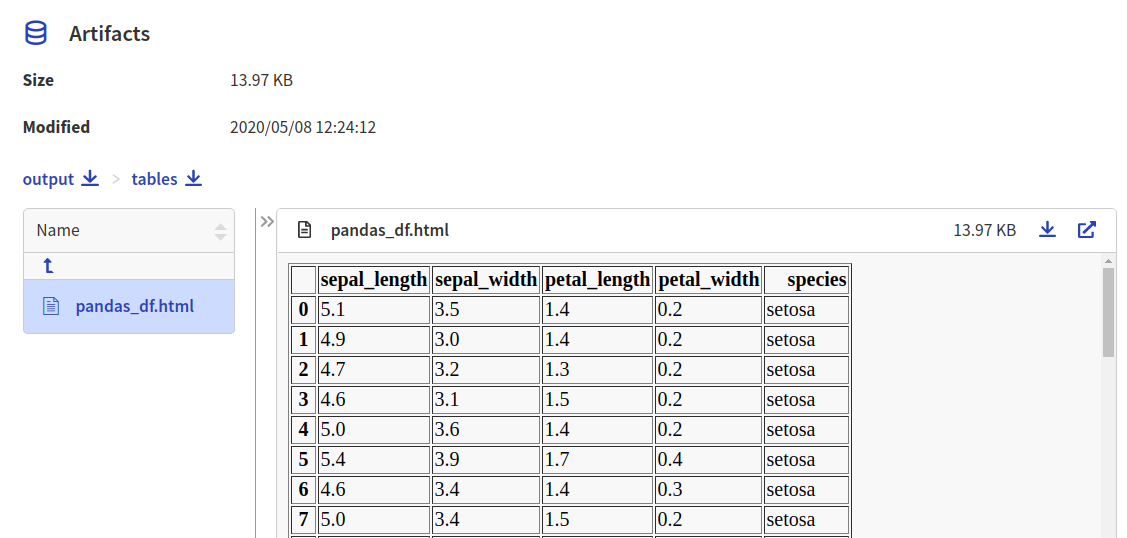 Artifacts
Size 13.97 KB
Modified 2020/05/08 12:24:12
output > tables
Name
pandas_df.html
pandas_df.html 13.97 KB
sepal_length sepal_width petal_length petal_width species
0 5.1 3.5 1.4 0.2 setosa
1 4.9 3.0 1.4 0.2 setosa
2 4.7 3.2 1.3 0.2 setosa
3 4.6 3.1 1.5 0.2 setosa
4 5.0 3.6 1.4 0.2 setosa
5 5.4 3.9 1.7 0.4 setosa
6 4.6 3.4 1.4 0.3 setosa
7 5.0 3.4 1.5 0.2 setosa